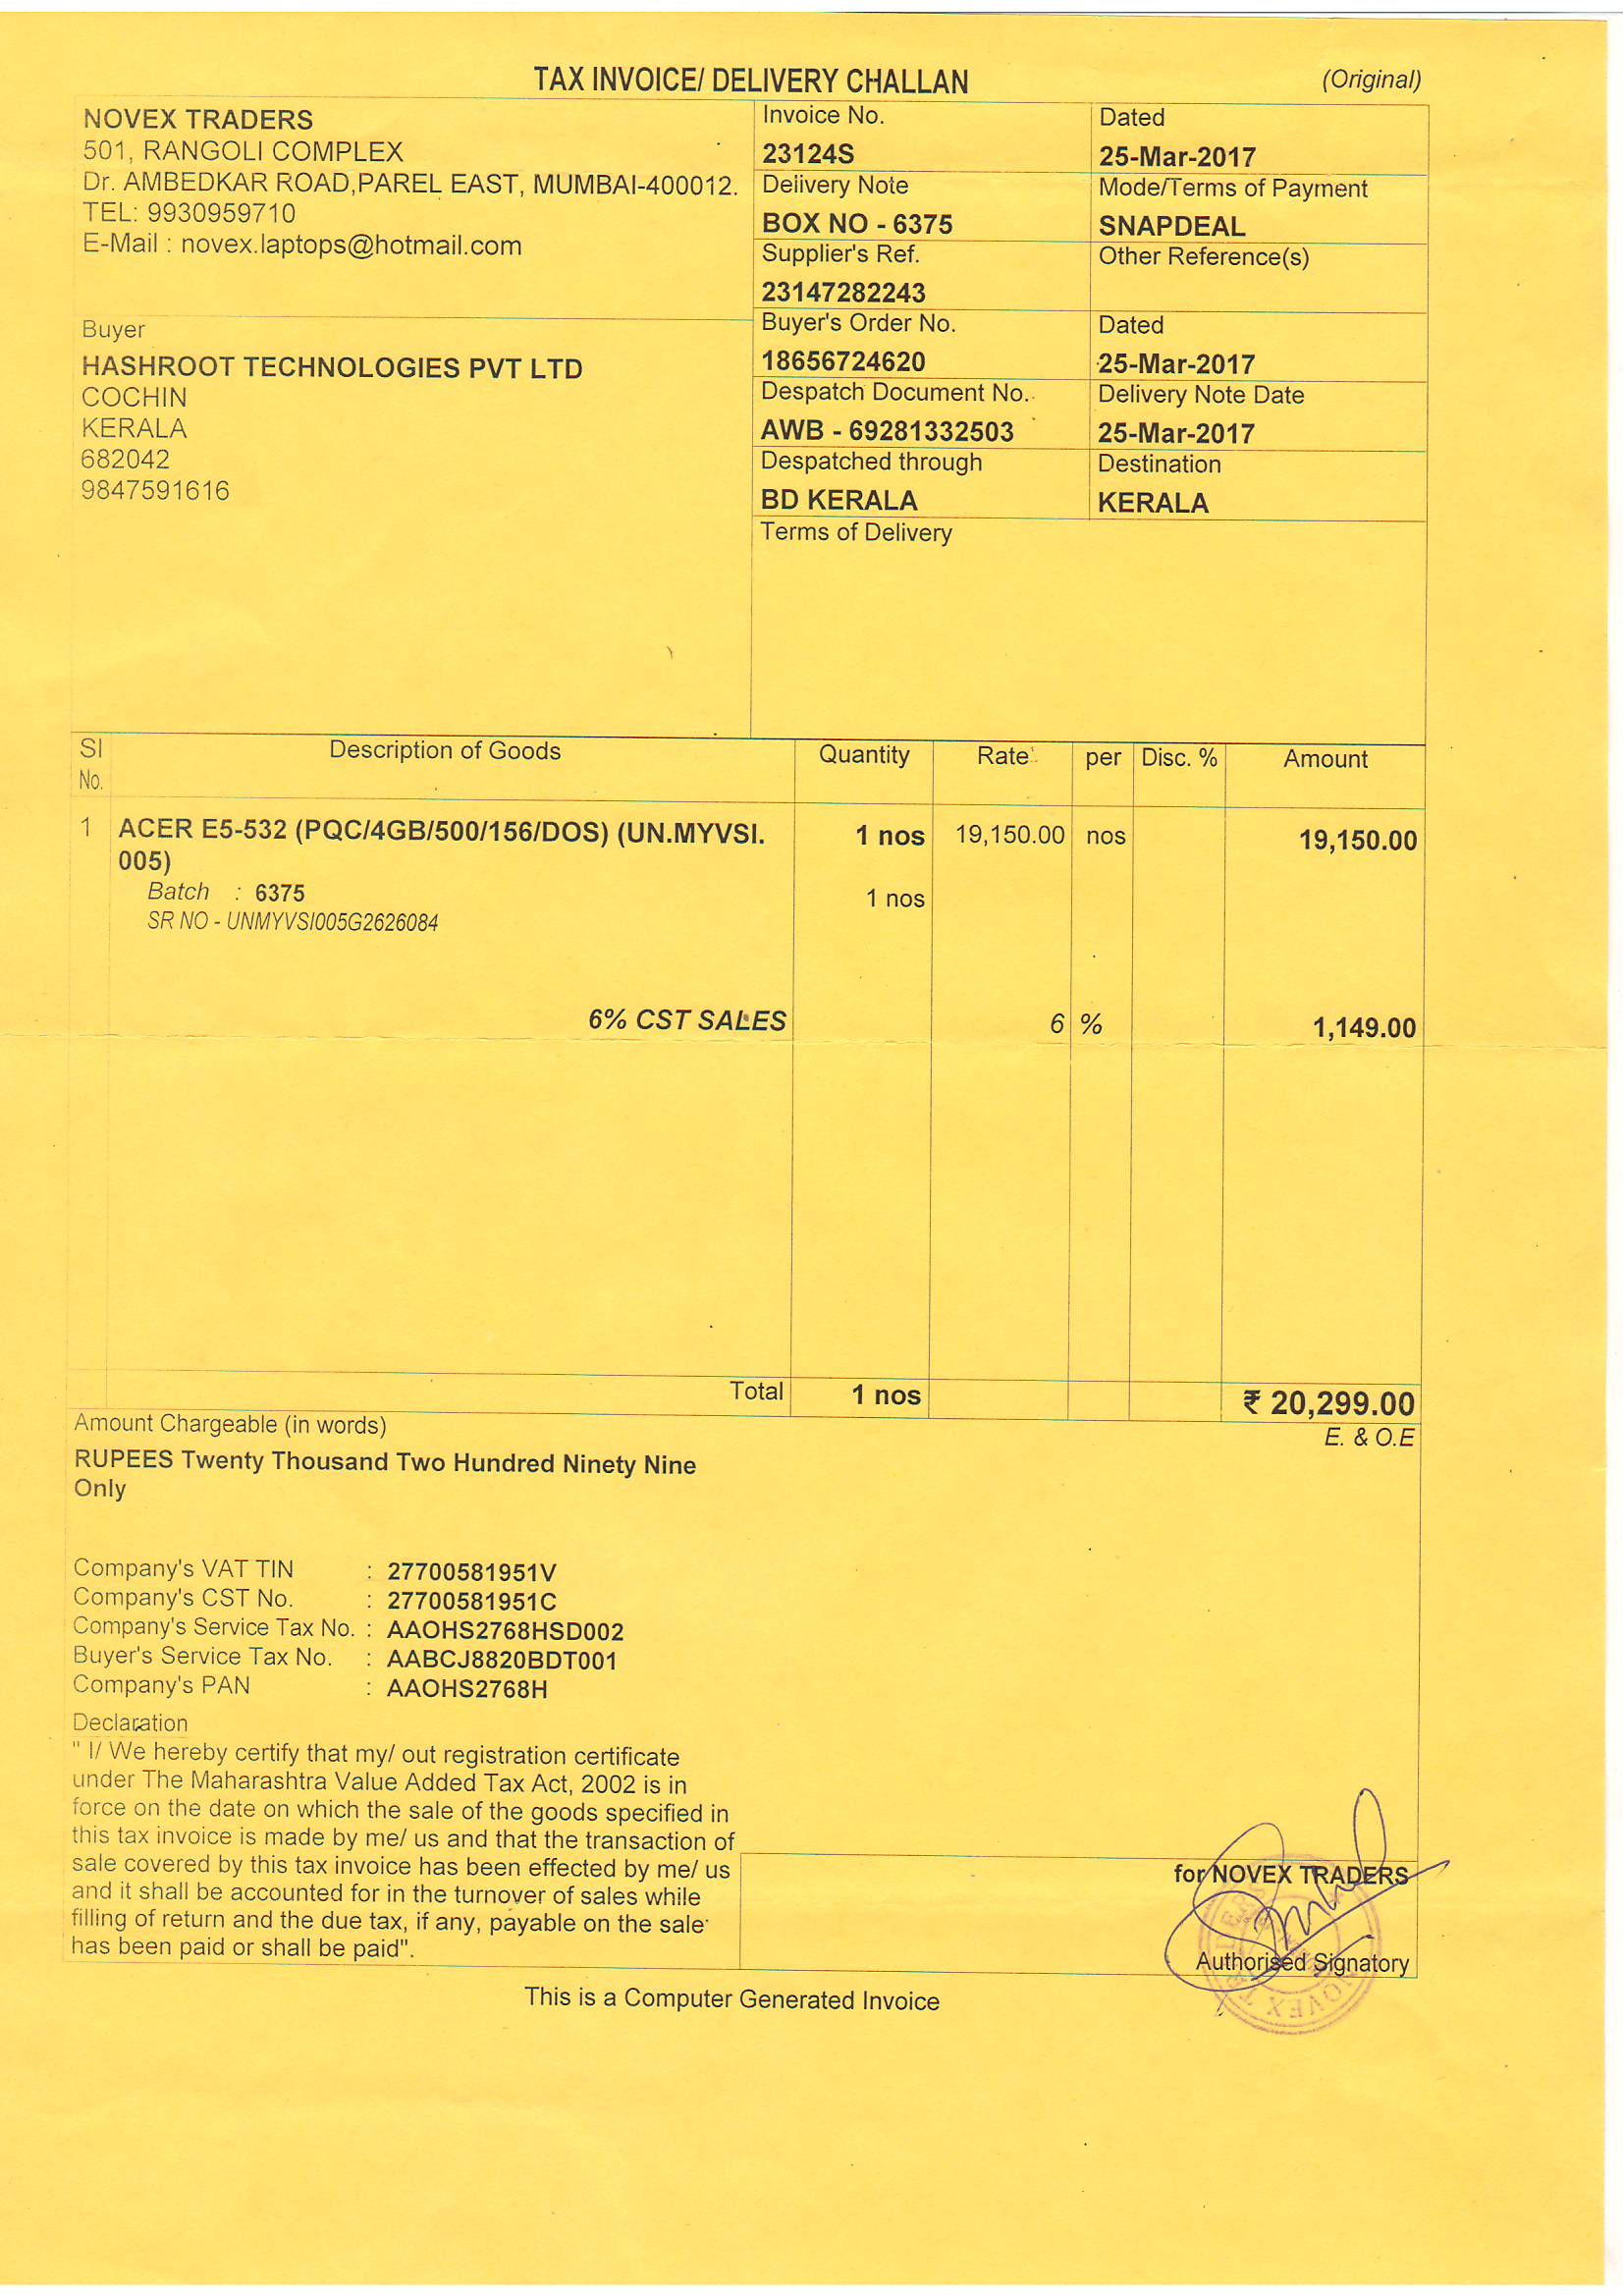 TAX INVOICE/ DELIVERY CHALLAN
(Original)
NOVEX TRADERS
501, RANGOLI COMPLEX
Dr. AMBEDKAR ROAD,PAREL EAST, MUMBAI-400012.
TEL: 9930959710
E-Mail : novex.laptops@hotmail.com
Invoice No.
23124S
Dated
25-Mar-2017
Delivery Note
BOX NO - 6375
Mode/Terms of Payment
SNAPDEAL
Supplier's Ref.
23147282243
Other Reference(s)
Buyer
HASHROOT TECHNOLOGIES PVT LTD
COCHIN
KERALA
682042
9847591616
Buyer's Order No.
18656724620
Dated
25-Mar-2017
Despatch Document No.
AWB - 69281332503
Delivery Note Date
25-Mar-2017
Despatched through
BD KERALA
Destination
KERALA
Terms of Delivery
SI No. Description of Goods Quantity Rate per Disc. % Amount
1 ACER E5-532 (PQC/4GB/500/156/DOS) (UN.MYVSI. 1 nos 19,150.00 nos 19,150.00
005)
Batch : 6375 1 nos
SR NO - UNMYVSI005G2626084
6% CST SALES 6 % 1,149.00
Total 1 nos ₹ 20,299.00
Amount Chargeable (in words) E. & O.E
RUPEES Twenty Thousand Two Hundred Ninety Nine
Only
Company's VAT TIN : 27700581951V
Company's CST No. : 27700581951C
Company's Service Tax No. : AAOHS2768HSD002
Buyer's Service Tax No. : AABCJ8820BDT001
Company's PAN : AAOHS2768H
Declaration
" I/ We hereby certify that my/ out registration certificate
under The Maharashtra Value Added Tax Act, 2002 is in
force on the date on which the sale of the goods specified in
this tax invoice is made by me/ us and that the transaction of
sale covered by this tax invoice has been effected by me/ us
and it shall be accounted for in the turnover of sales while
filling of return and the due tax, if any, payable on the sale
has been paid or shall be paid".
for NOVEX TRADERS
Authorised Signatory
NOVEX
This is a Computer Generated Invoice